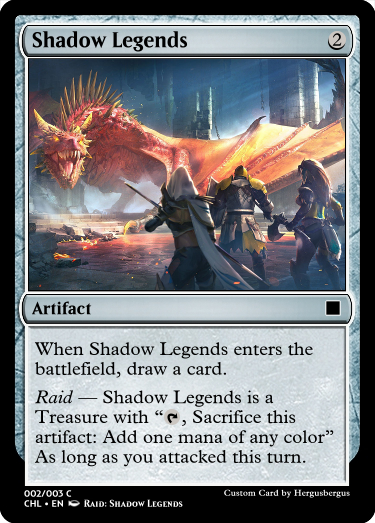 Shadow Legends 2
Artifact
When Shadow Legends enters the
battlefield, draw a card.
Raid — Shadow Legends is a
Treasure with “, Sacrifice this
artifact: Add one mana of any color”
As long as you attacked this turn.
002/003 C
Custom Card by Hergusbergus
CHL • EN Raid: Shadow Legends